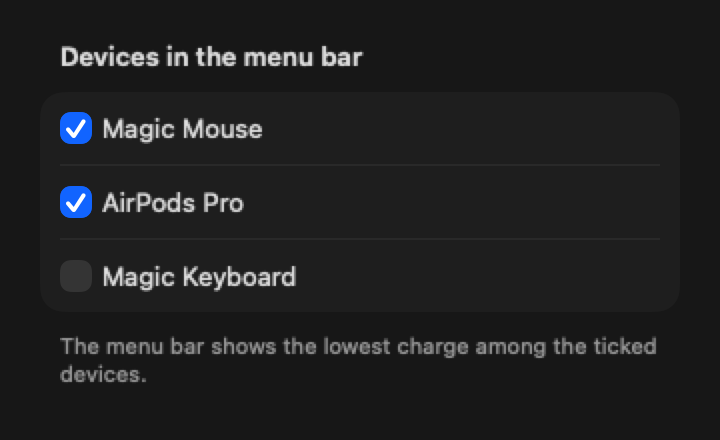 Devices in the menu bar
Magic Mouse
AirPods Pro
Magic Keyboard
The menu bar shows the lowest charge among the ticked
devices.